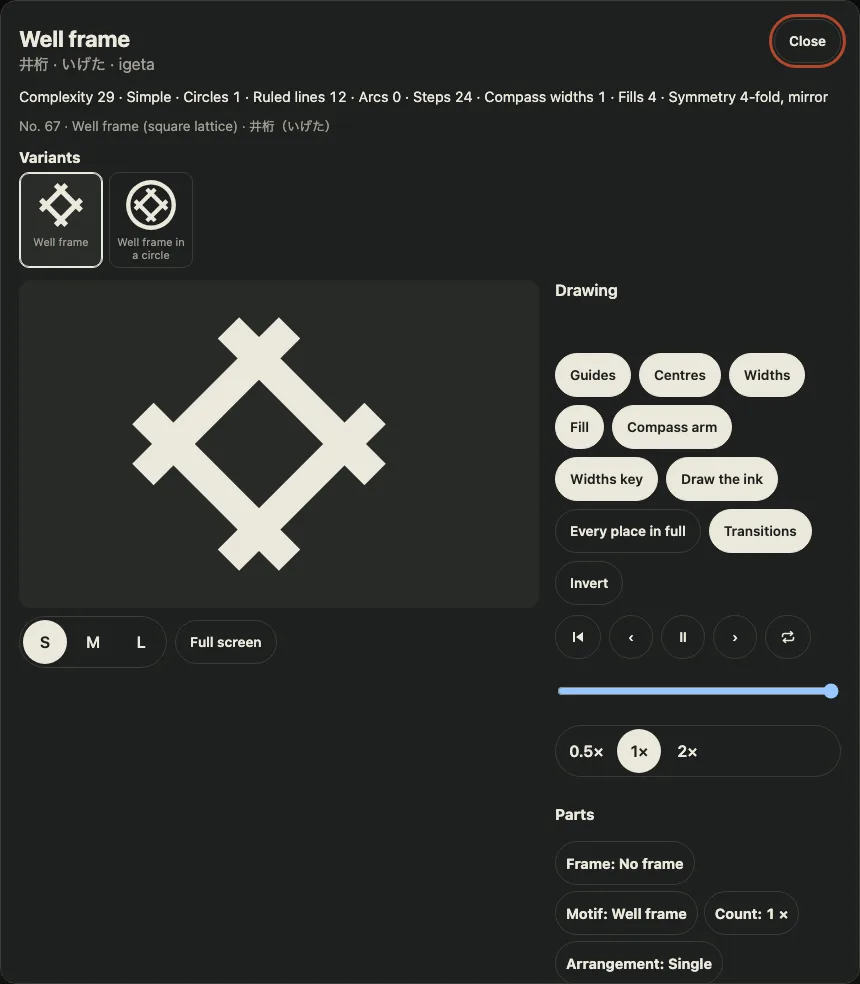 Well frame
Close
井桁 · いげた · igeta
Complexity 29 · Simple · Circles 1 · Ruled lines 12 · Arcs 0 · Steps 24 · Compass widths 1 · Fills 4 · Symmetry 4-fold, mirror
No. 67 · Well frame (square lattice) · 井桁（いげた）
Variants
Well frame
Well frame in
a circle
Drawing
Guides
Centres
Widths
Fill
Compass arm
Widths key
Draw the ink
Every place in full
Transitions
Invert
S M L
Full screen
0.5×
1×
2×
Parts
Frame: No frame
Motif: Well frame
Count: 1 ×
Arrangement: Single